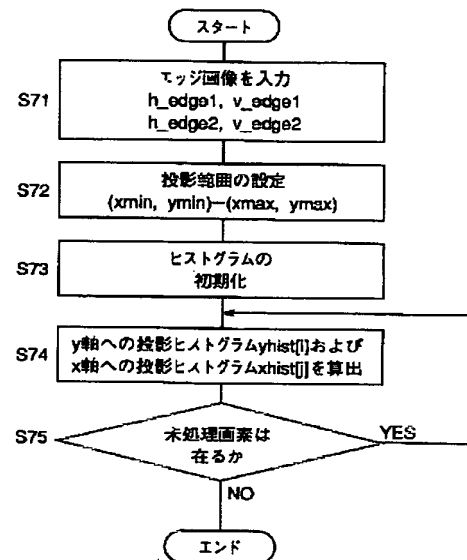 スタート
S71
エッジ画像を入力
h_edge1, v_edge1
h_edge2, v_edge2
S72
投影範囲の設定
(xmin, ymin)−(xmax, ymax)
S73
ヒストグラムの
初期化
S74
y軸への投影ヒストグラムyhist[i]および
x軸への投影ヒストグラムxhist[j]を算出
S75
未処理画素は
在るか
YES
NO
エンド